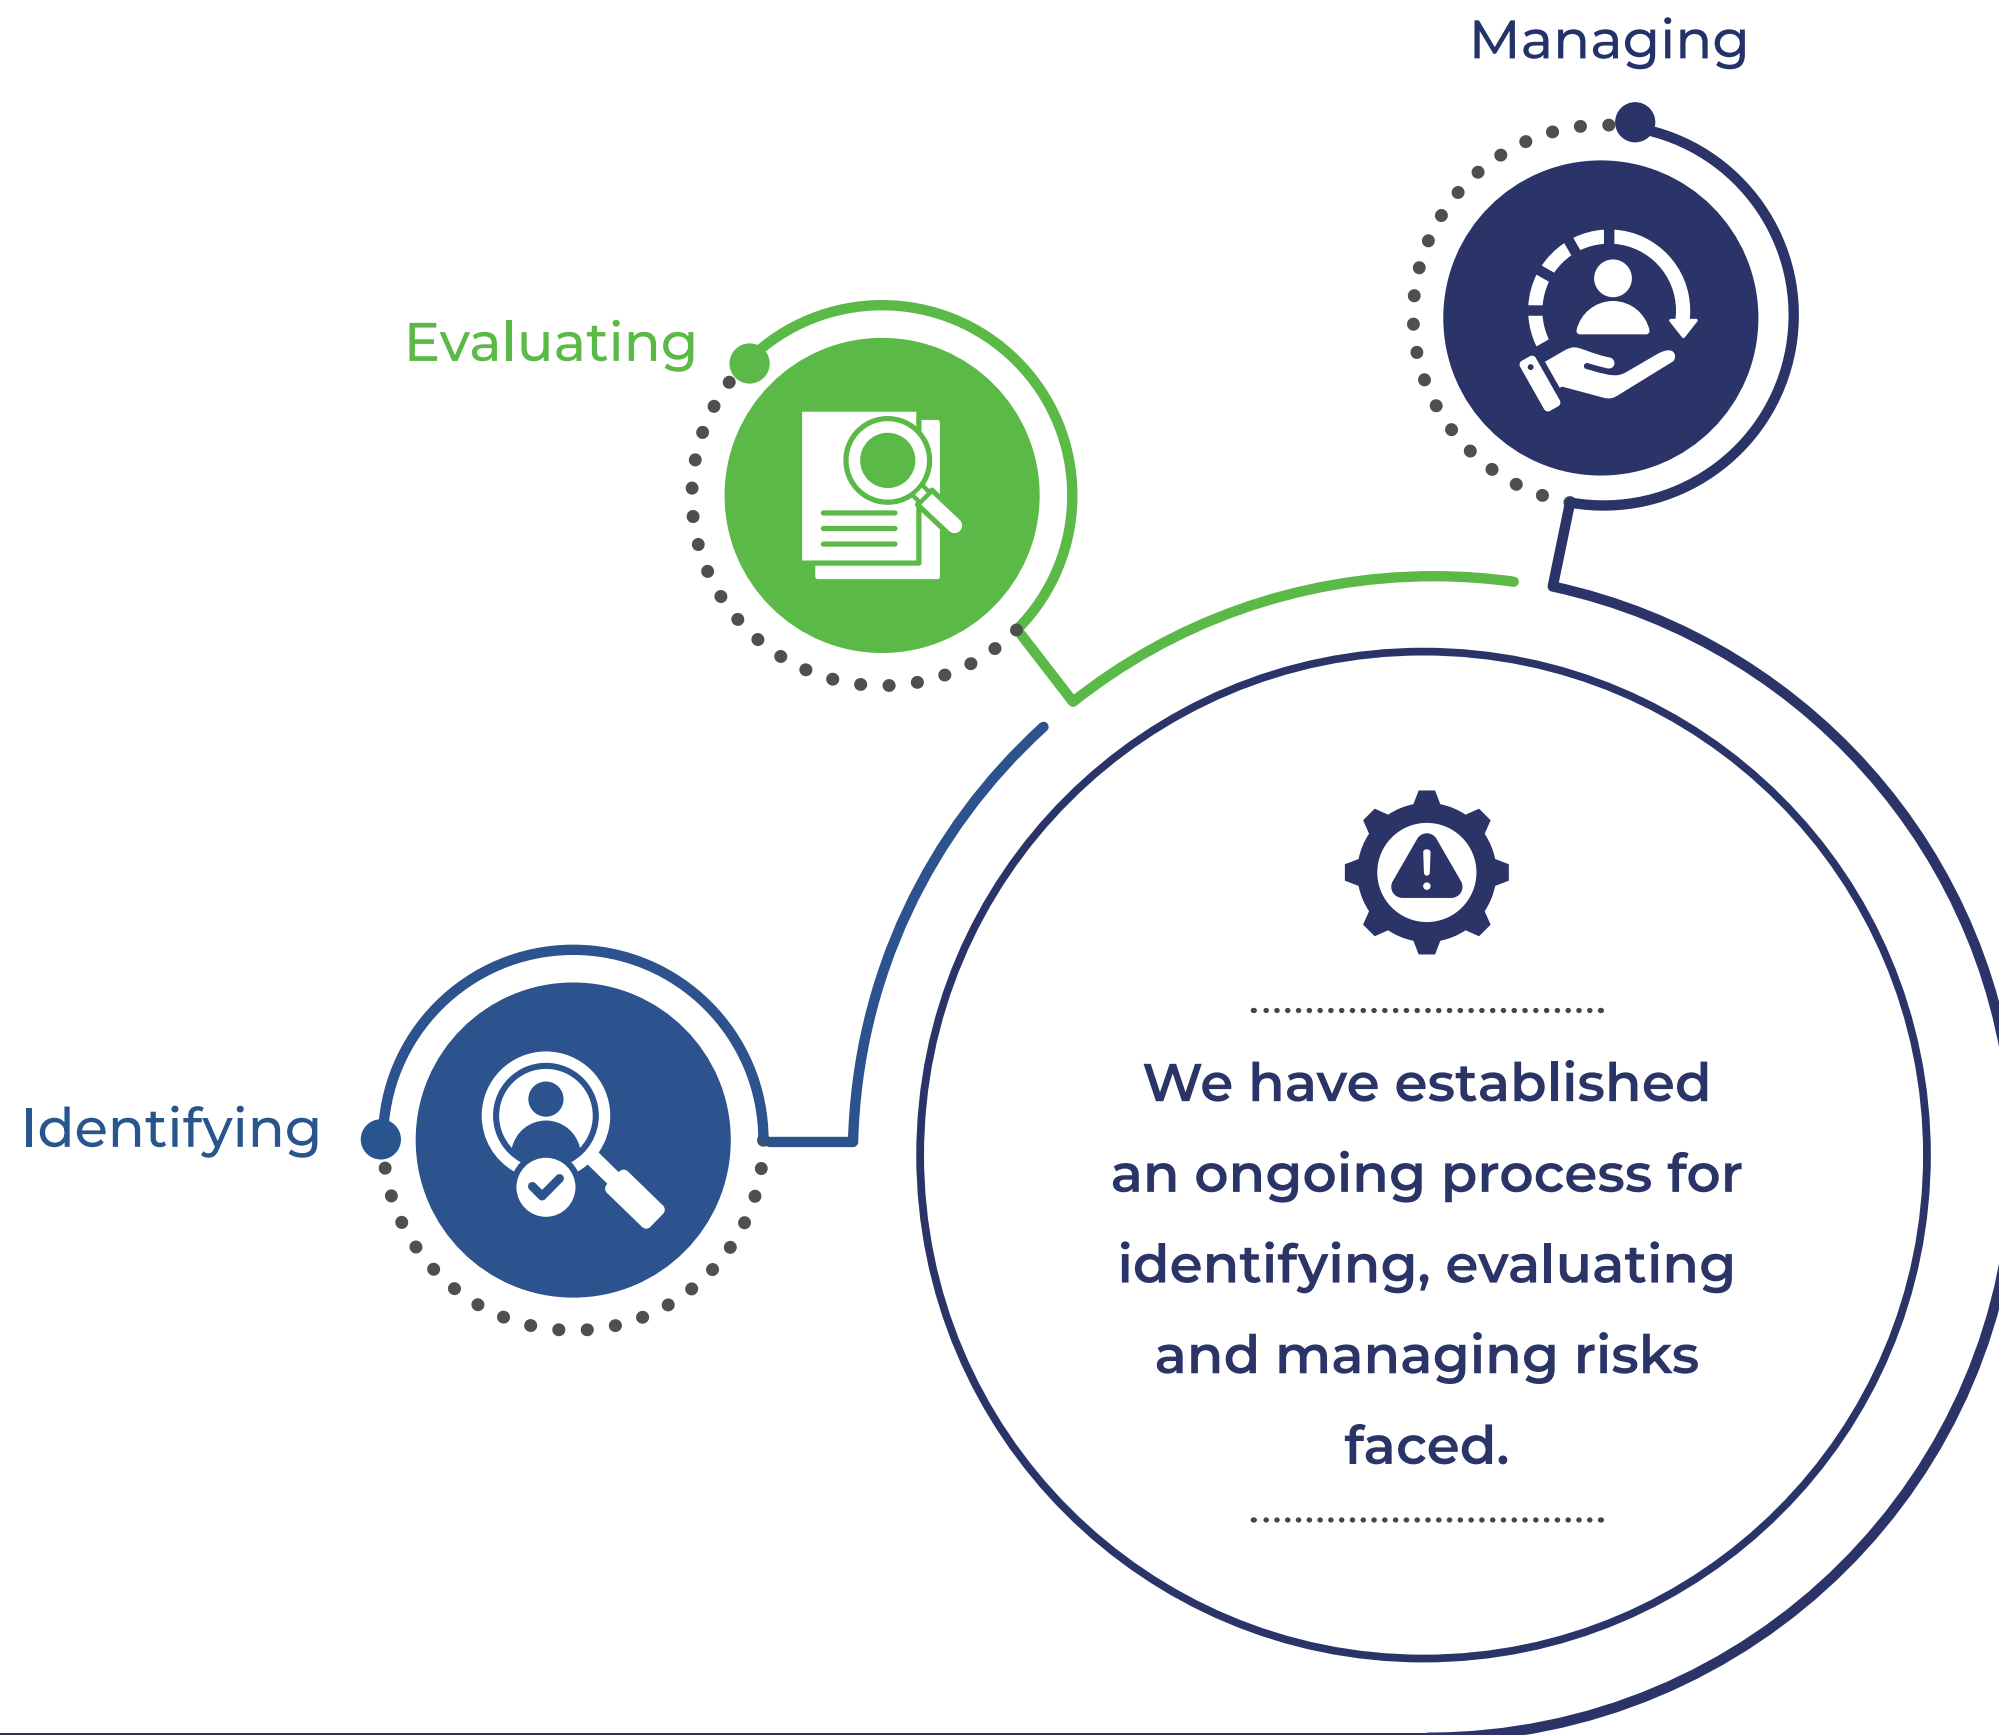 Managing
Evaluating
Identifying
We have established
an ongoing process for
identifying, evaluating
and managing risks
faced.